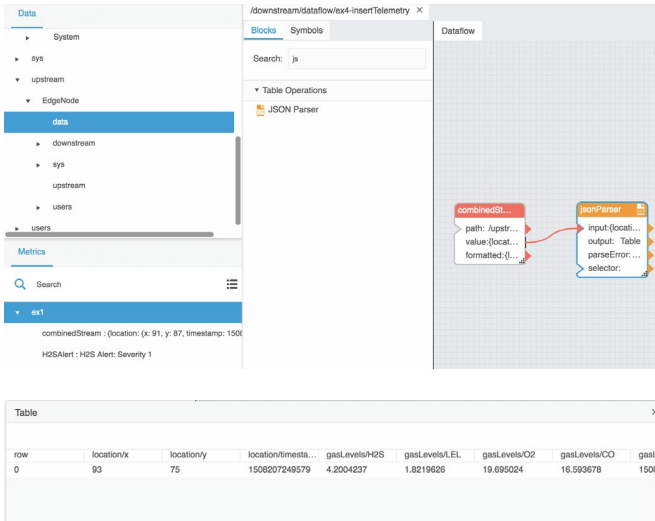 Data
System
sys
upstream
EdgeNode
data
downstream
sys
upstream
users
users
Metrics
Search
ex1
combinedStream : {location: {x: 91, y: 87, timestamp: 1508
H2SAlert : H2S Alert: Severity 1
/downstream/dataflow/ex4-insertTelemetry ×
Blocks Symbols
Search: js
Table Operations
JSON Parser
Dataflow
combinedSt...
path: /upstr...
value:{locat...
formatted:{l...
jsonParser
input:{locati...
output: Table
parseError: ...
selector:
Table
row location/x location/y location/timesta... gasLevels/H2S gasLevels/LEL gasLevels/O2 gasLevels/CO gasL
0 93 75 1508207249579 4.2004237 1.8219626 19.695024 16.593678 1508